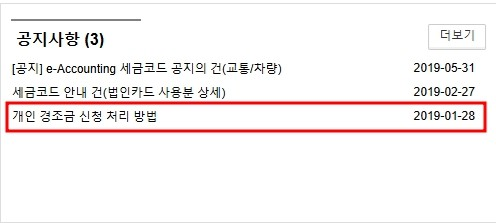 공지사항 (3)
더보기
[공지] e-Accounting 세금코드 공지의 건(교통/차량) 2019-05-31
세금코드 안내 건(법인카드 사용분 상세) 2019-02-27
개인 경조금 신청 처리 방법 2019-01-28